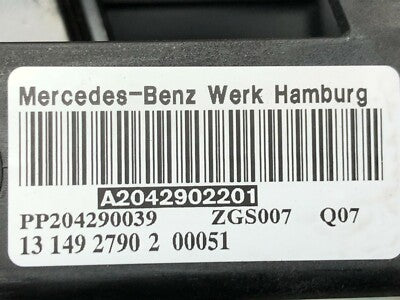 Mercedes-Benz Werk Hamburg
A2042902201
PP204290039 ZGS007 Q07
13 149 2790 2 00051